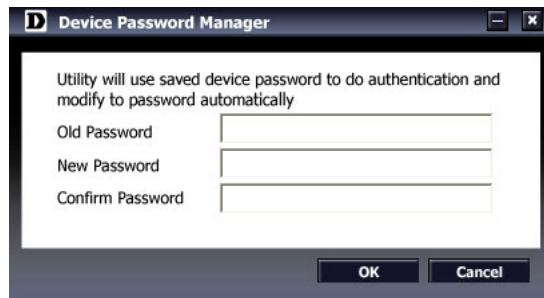 D Device Password Manager
Utility will use saved device password to do authentication and
modify to password automatically
Old Password
New Password
Confirm Password
OK Cancel